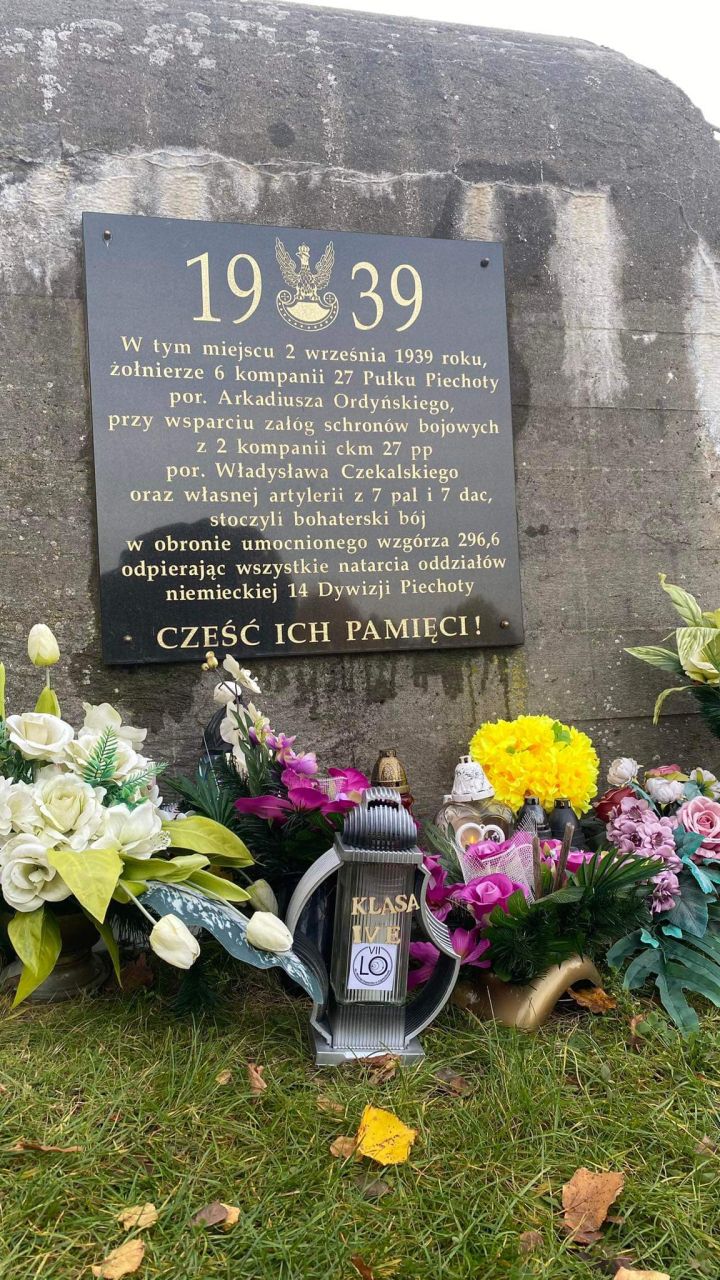 1939
W tym miejscu 2 września 1939 roku,
żołnierze 6 kompanii 27 Pułku Piechoty
por. Arkadiusza Ordyńskiego,
przy wsparciu załóg schronów bojowych
z 2 kompanii ckm 27 pp
por. Władysława Czekalskiego
oraz własnej artylerii z 7 pal i 7 dac,
stoczyli bohaterski bój
w obronie umocnionego wzgórza 296,6
odpierając wszystkie natarcia oddziałów
niemieckiej 14 Dywizji Piechoty
CZEŚĆ ICH PAMIĘCI!
KLASA
VII
LO